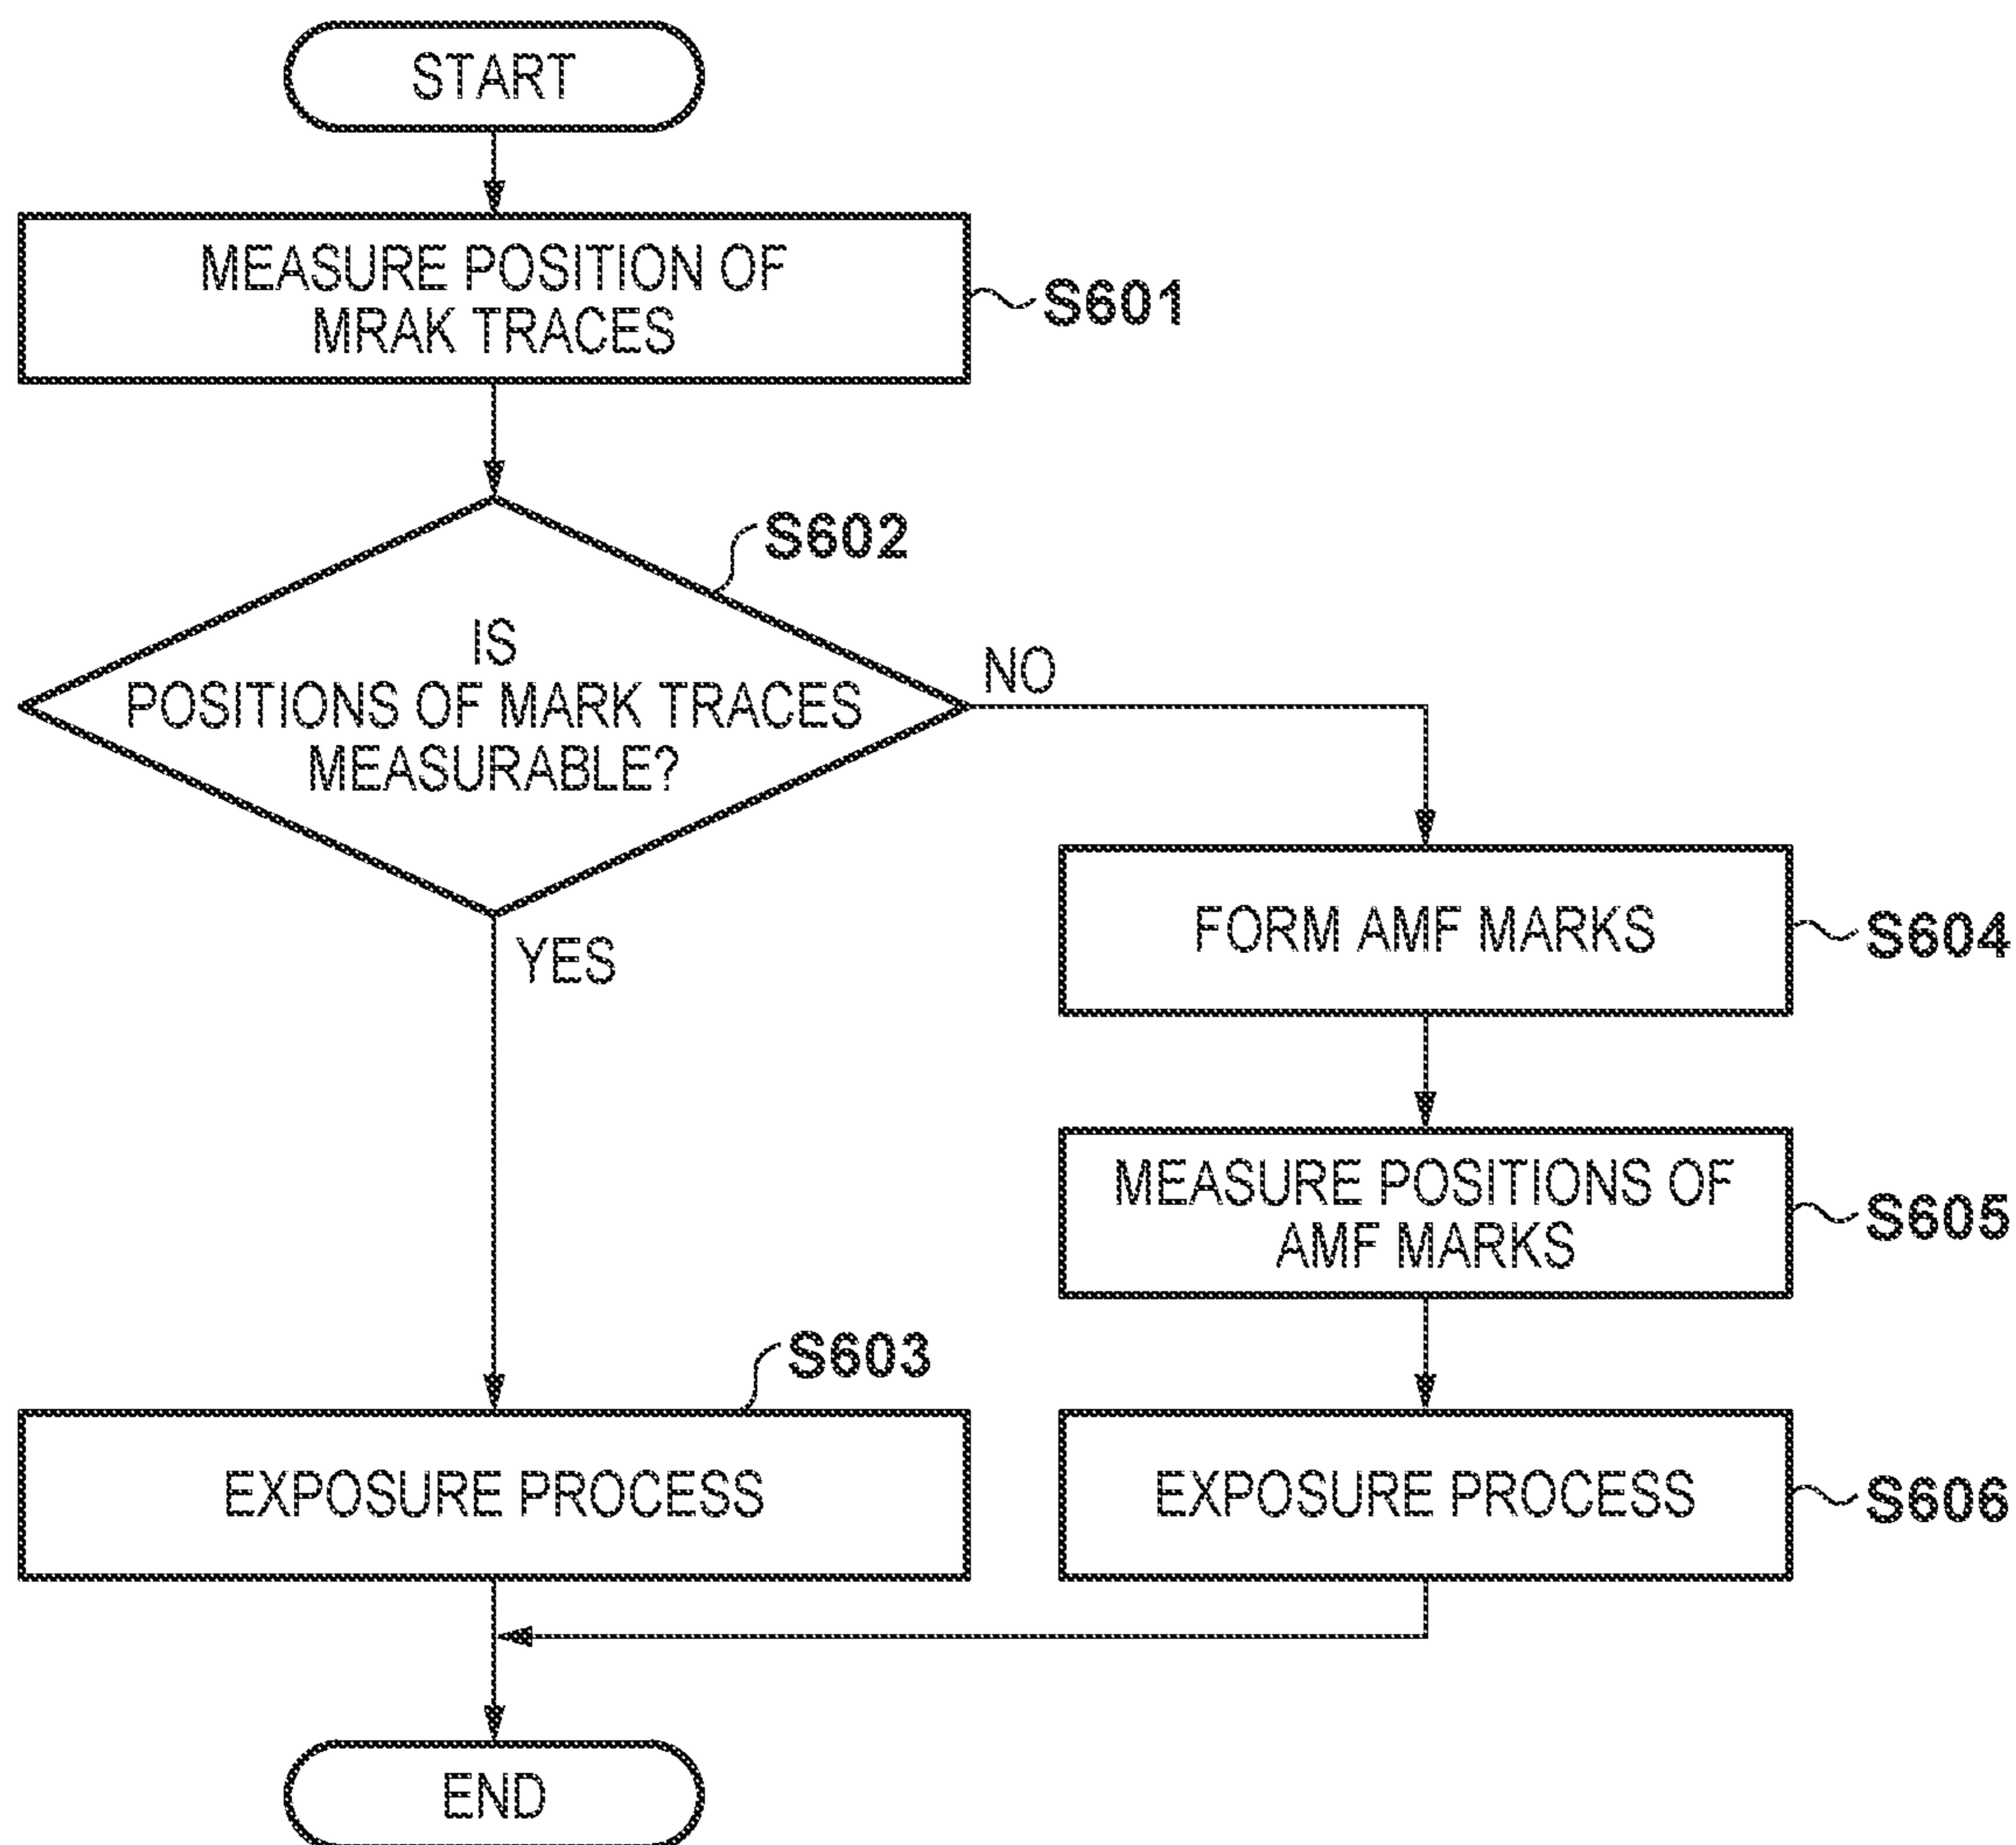 START
MEASURE POSITION OF
MRAK TRACES
S601
S602
IS
POSITIONS OF MARK TRACES
MEASURABLE?
NO
YES
FORM AMF MARKS
S604
MEASURE POSITIONS OF
AMF MARKS
S605
S603
EXPOSURE PROCESS
EXPOSURE PROCESS
S606
END